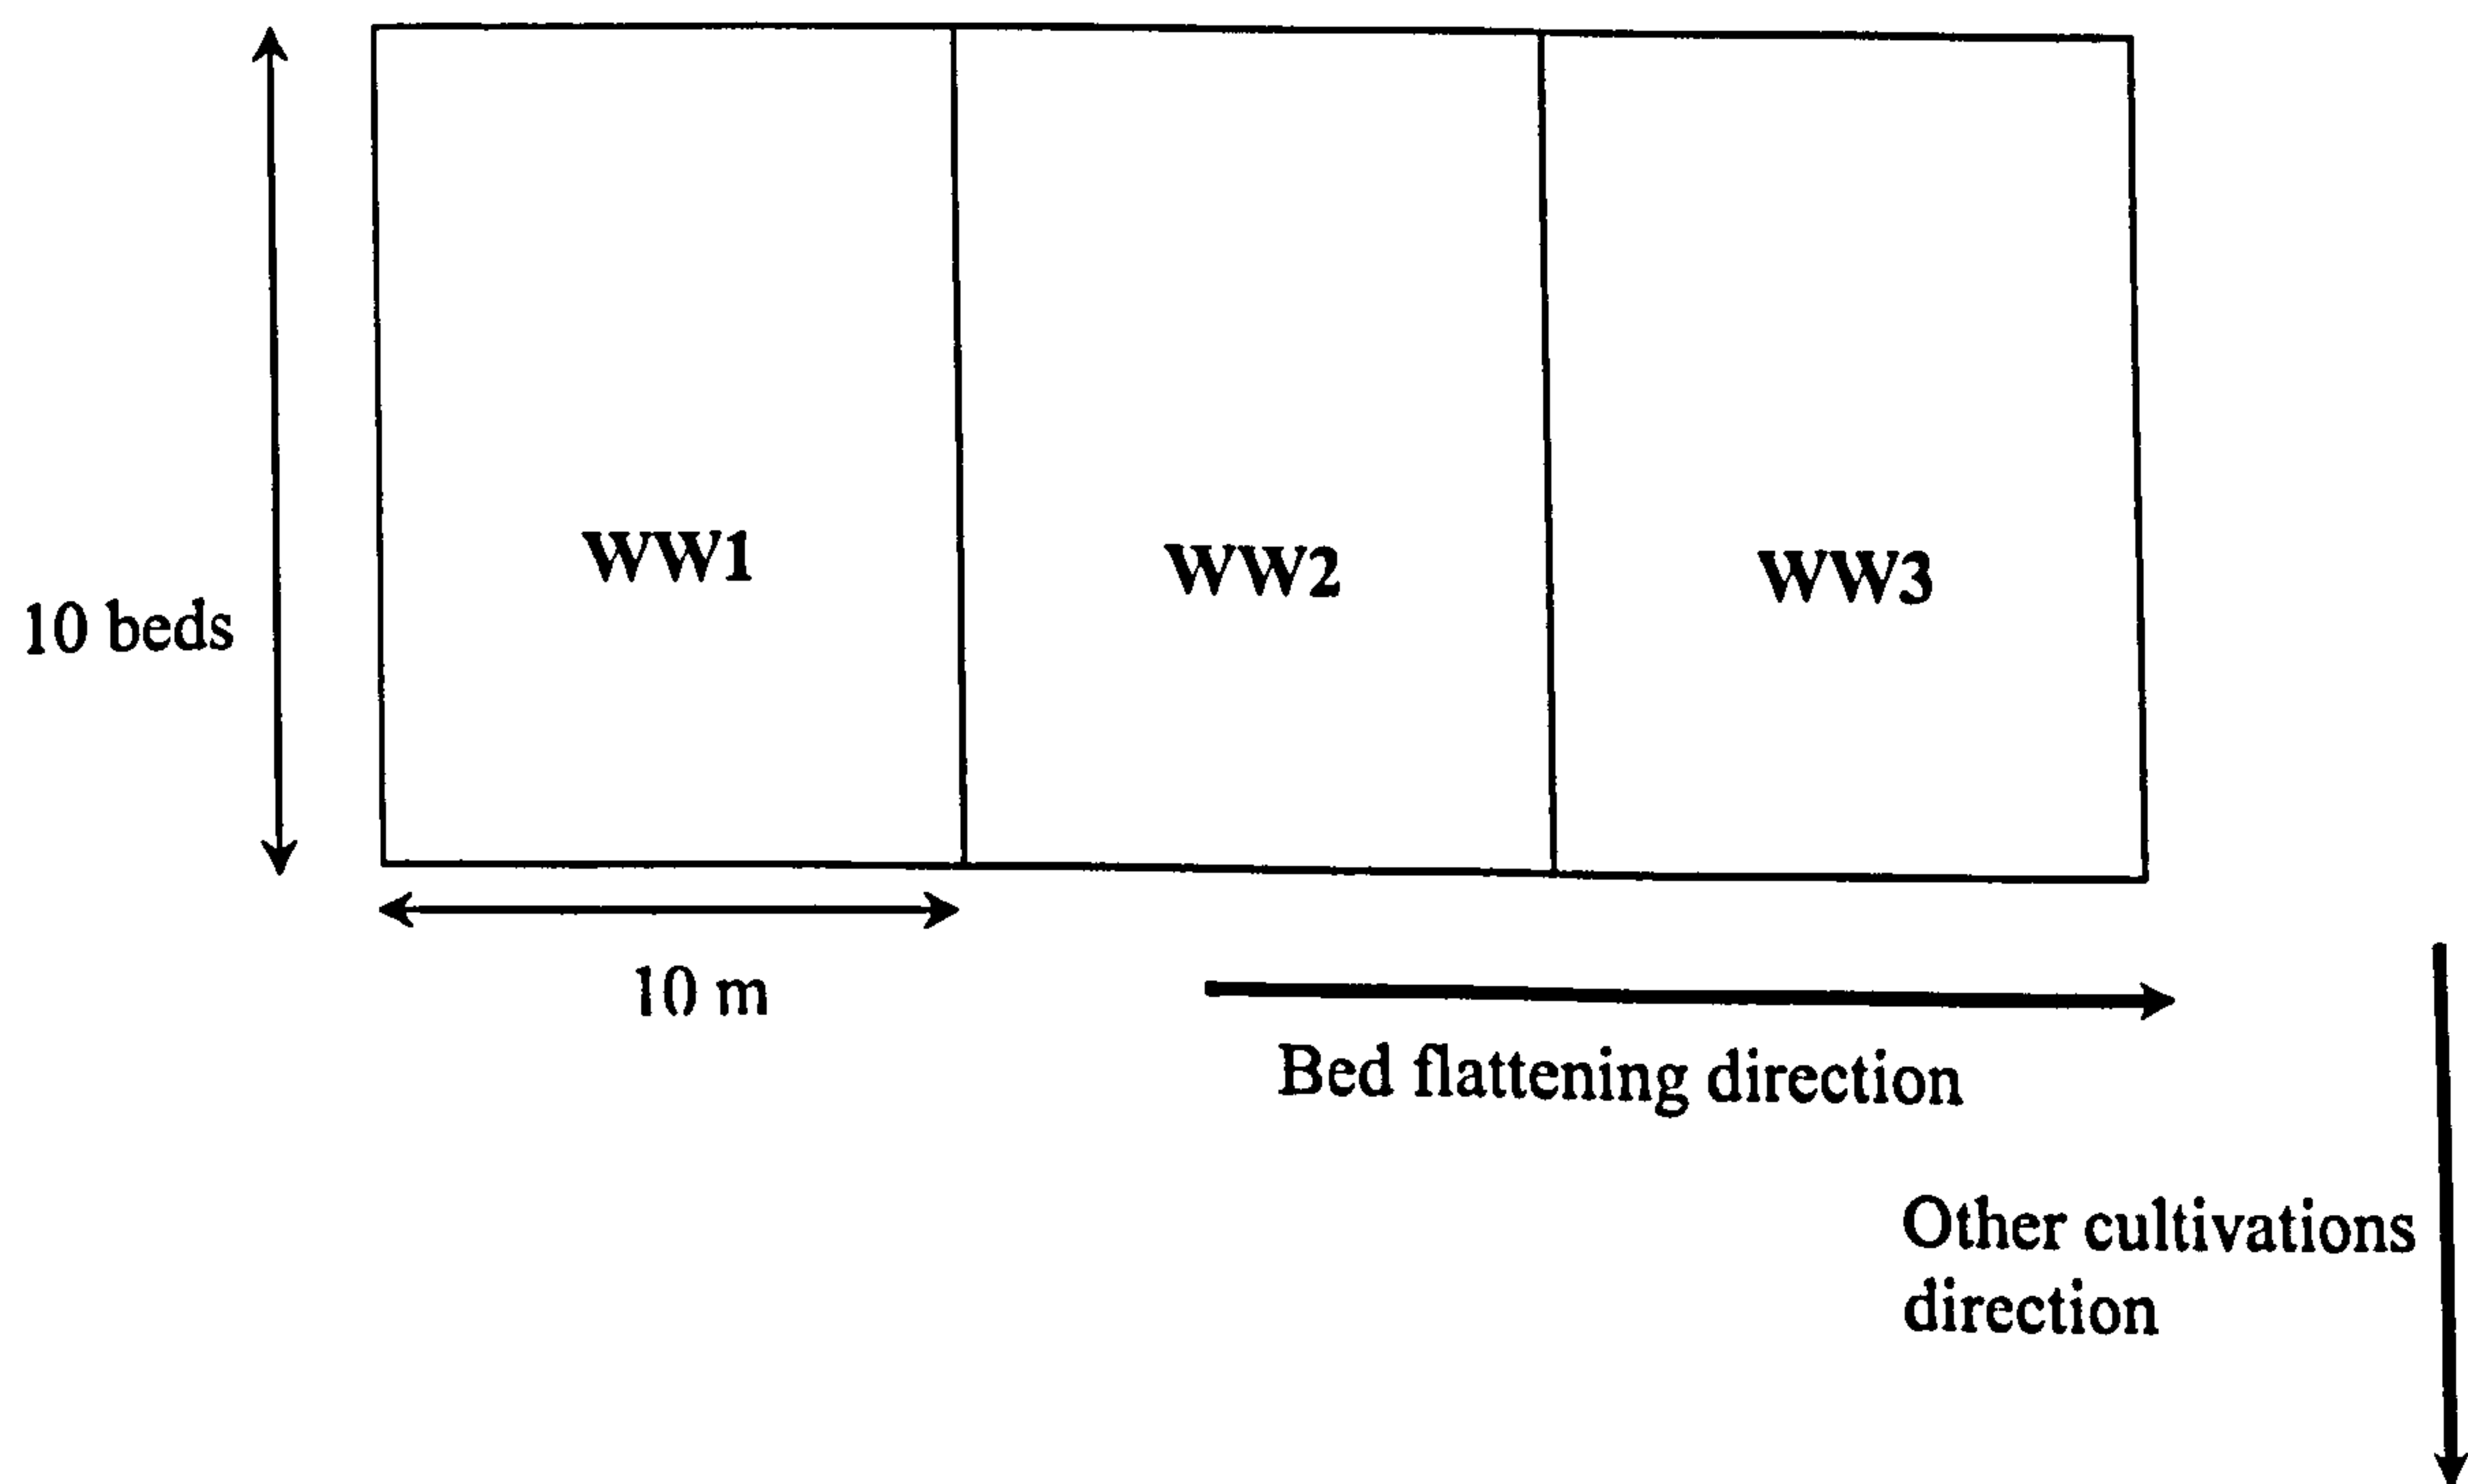 WW1
WW2
WW3
10 beds
10 m
Bed flattening direction
Other cultivations
direction